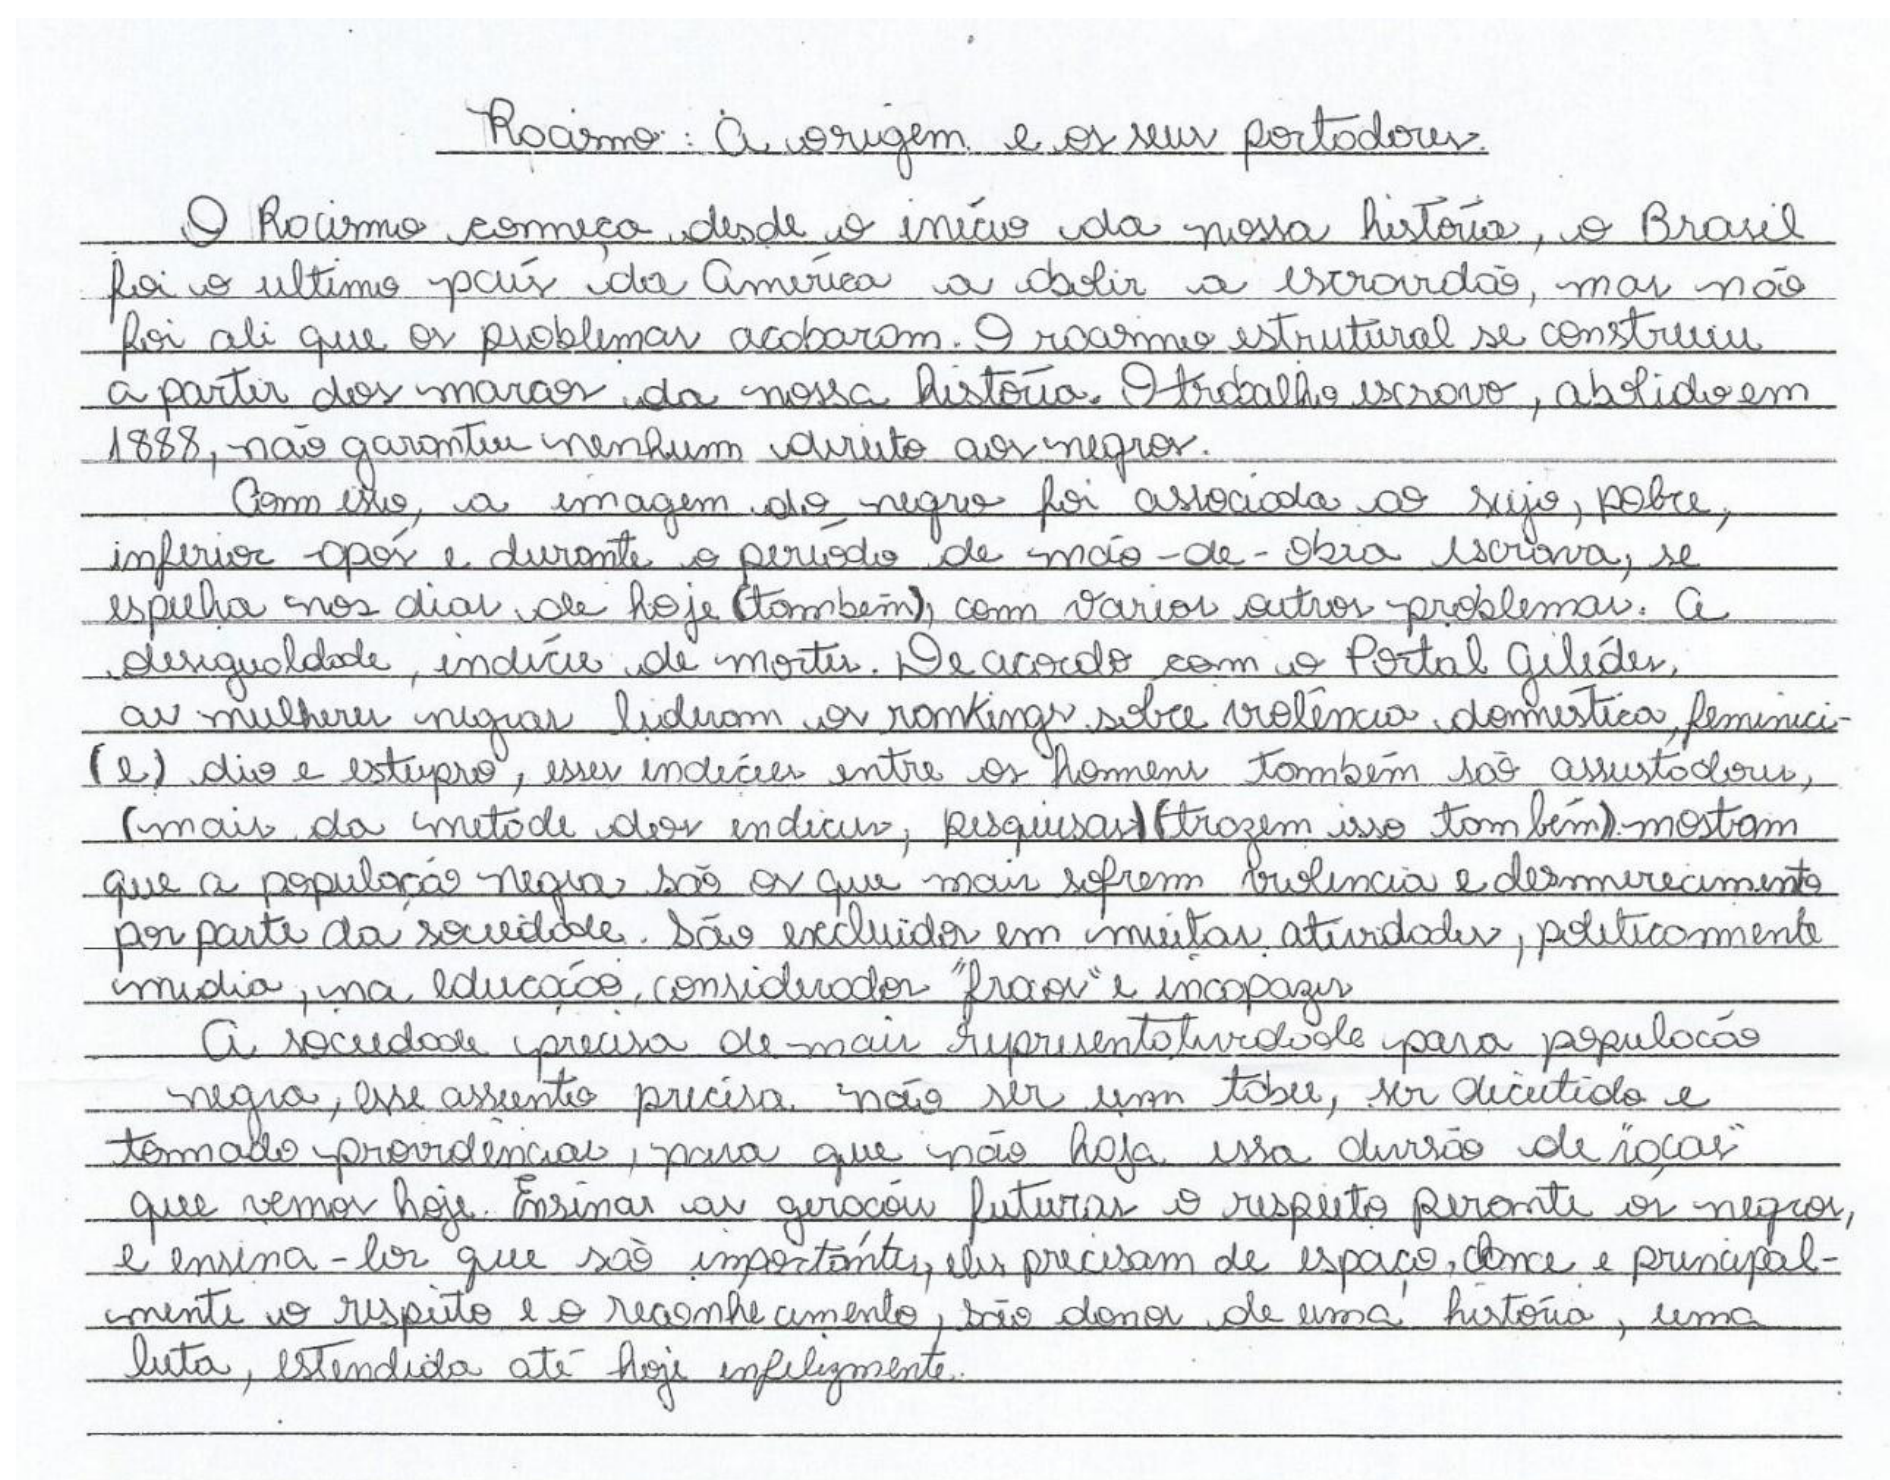 Racismo: A origem e os seus portadores.
O Racismo começa desde o início da nossa história, o Brasil
foi o ultimo país da América a abolir a escravidão, mas não
foi ali que os problemas acabaram. O racismo estrutural se construiu
a partir dos marcos da nossa história. O trabalho escravo, abolido em
1888, não garantiu nenhum direito aos negros.
Com isso, a imagem do negro foi associada ao sujo, pobre,
inferior após e durante o período de mão-de-obra escrava, se
espelha nos dias de hoje (também), com varios outros problemas. A
desigualdade, indície de mortes. De acordo com o Portal Gelédes,
as mulheres negras lideram os rankings sobre violência doméstica, feminici-
(e) dio e estupro, esses indícies entre os homens também são assustadores,
(mais da metade dos indicies, pesquisas) (trazem isso também) mostram
que a população negra são os que mais sofrem violencia e desmerecimento
por parte da sociedade. São excluidos em muitas atividades, politicamente
midia, na educação, considerados "fracos" e incapazes
A sociedade precisa de mais representatividade para população
negra, esse assunto precisa não ser um tabu, ser dicutido e
tomado providências, para que não haja essa divisão de "raças"
que vemos hoje. Ensinar as gerações futuras o respeito perante os negros,
e ensina-los que são importantes, eles precisam de espaço, chance e principal-
mente o respeito e o reconhecimento, são donos de uma história, uma
luta, estendida até hoje infelizmente.